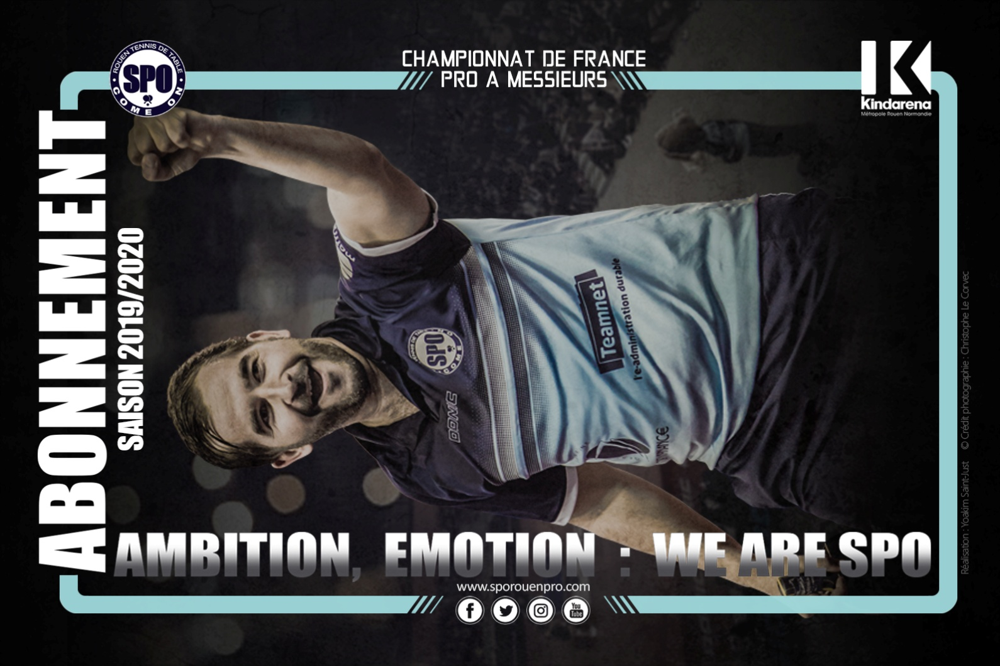 ROUEN TENNIS DE TABLE
SPO
COME ON
CHAMPIONNAT DE FRANCE
PRO A MESSIEURS
Kindarena
Métropole Rouen Normandie
ABONNEMENT
SAISON 2019/2020
SPO
COME ON
DONIC
Teamnet
l'e-administration durable
AMBITION, EMOTION : WE ARE SPO
www.sporouenpro.com
You
Tube
Réalisation : Yoakim Saint-Just © Crédit photographie : Christophe Le Corvec